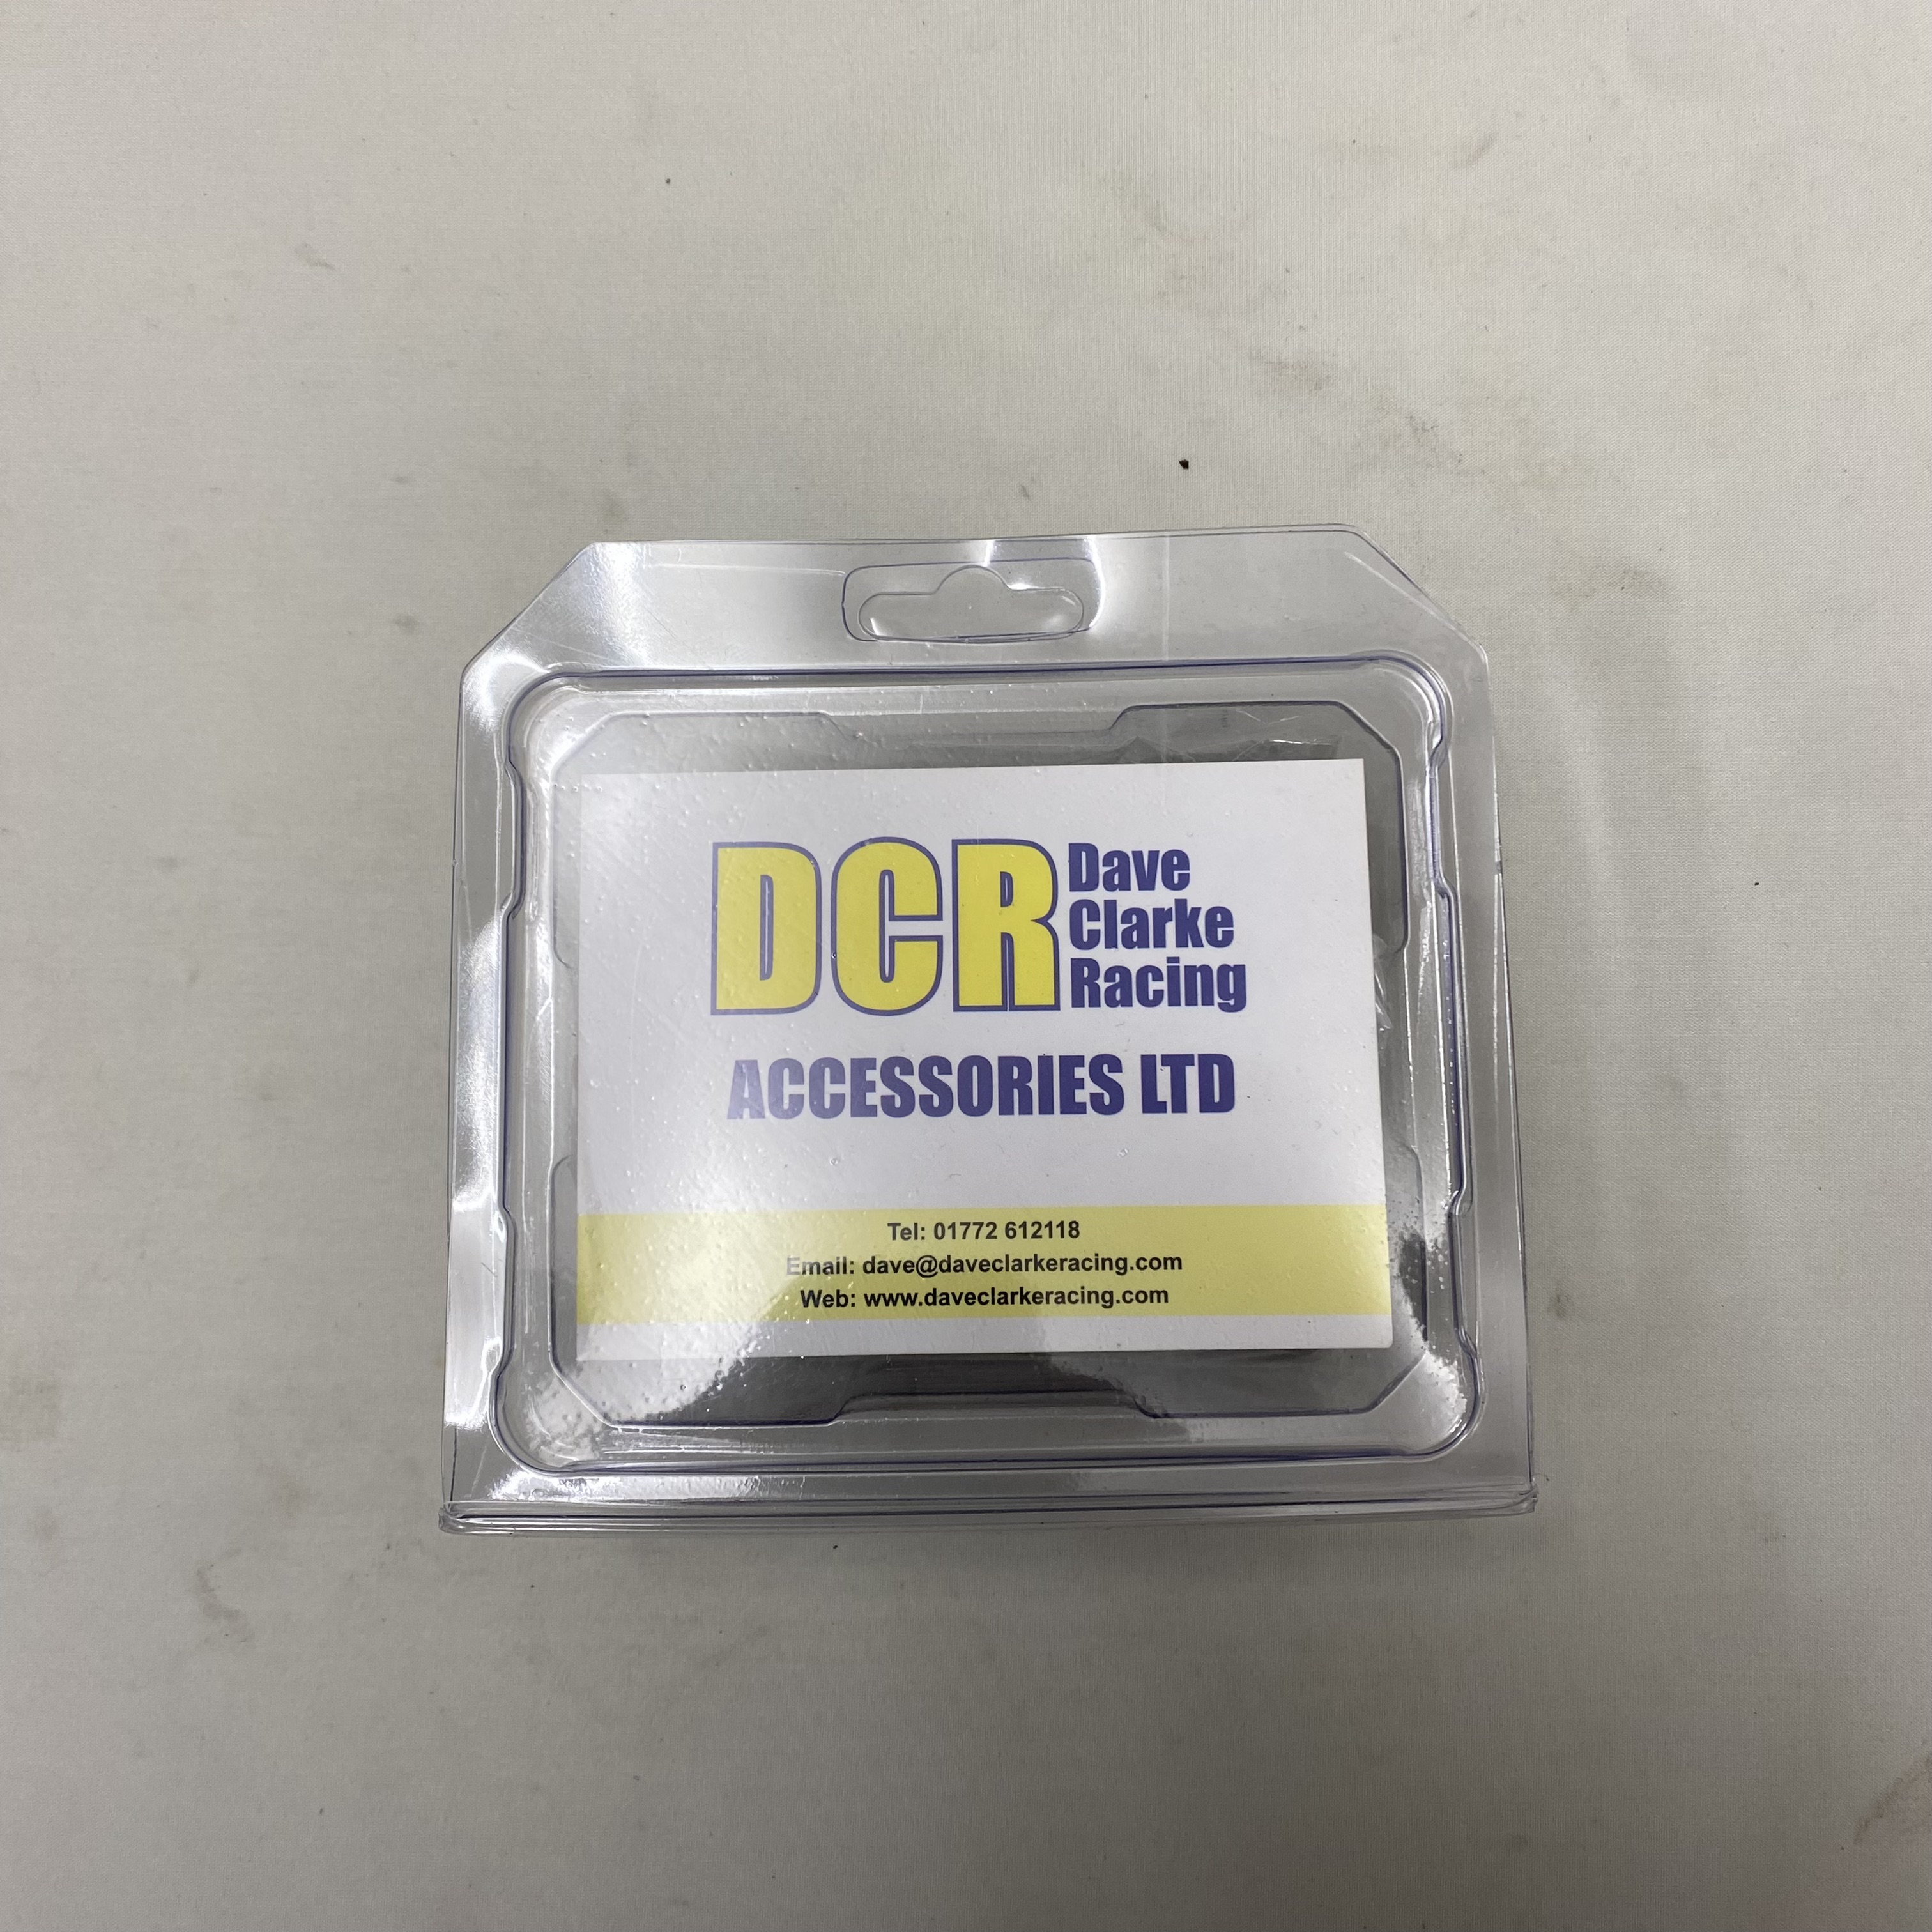 DCR
Dave
Clarke
Racing
ACCESSORIES LTD
Tel: 01772 612118
Email: dave@daveclarkeracing.com
Web: www.daveclarkeracing.com